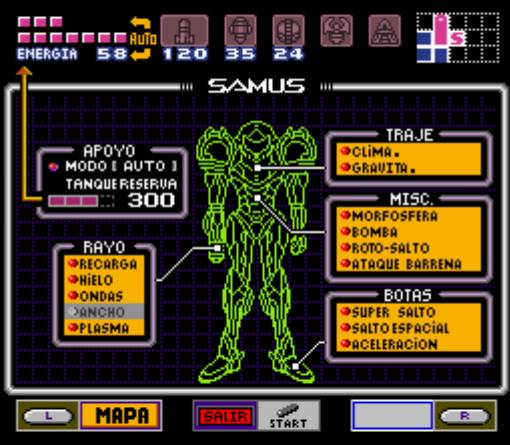 AUTO
ENERGIA 58 120 35 24
S
SAMUS
APOYO
MODO [ AUTO ]
TANQUE RESERVA
300
TRAJE
CLIMA.
GRAVITA.
MISC.
MORFOSFERA
BOMBA
ROTO-SALTO
ATAQUE BARRENA
RAYO
RECARGA
HIELO
ONDAS
ANCHO
PLASMA
BOTAS
SUPER SALTO
SALTO ESPACIAL
ACELERACION
L MAPA SALIR START R